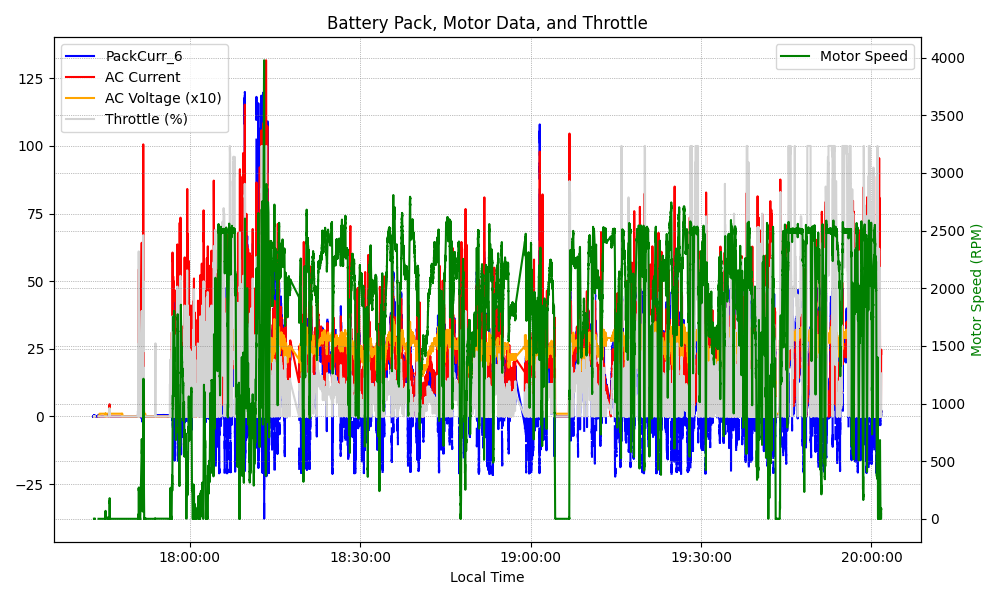 Battery Pack, Motor Data, and Throttle
PackCurr_6
AC Current
AC Voltage (x10)
Throttle (%)
Motor Speed
125
100
75
50
25
0
−25
4000
3500
3000
2500
2000
1500
1000
500
0
Motor Speed (RPM)
18:00:00
18:30:00
19:00:00
19:30:00
20:00:00
Local Time